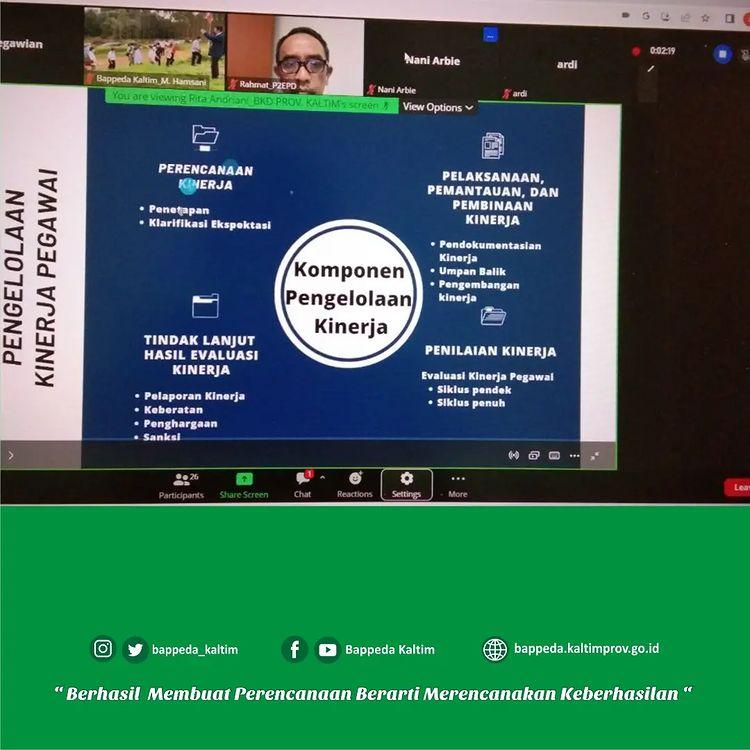 egawian
Bappeda Kaltim_M. Hamsani
Rahmat_P2EPD
Nani Arbie
Nani Arbie
ardi
ardi
0:02:19
You are viewing Rita Andriani_BKD PROV. KALTIM's screen
View Options
PENGELOLAAN
KINERJA PEGAWAI
PERENCANAAN
KINERJA
• Penetapan
• Klarifikasi Ekspektasi
PELAKSANAAN,
PEMANTAUAN, DAN
PEMBINAAN
KINERJA
• Pendokumentasian
Kinerja
• Umpan Balik
• Pengembangan
kinerja
Komponen
Pengelolaan
Kinerja
TINDAK LANJUT
HASIL EVALUASI
KINERJA
• Pelaporan Kinerja
• Keberatan
• Penghargaan
• Sanksi
PENILAIAN KINERJA
Evaluasi Kinerja Pegawai
• Siklus pendek
• Siklus penuh
26
Participants
Share Screen
1
Chat
Reactions
Settings
More
Lea
bappeda_kaltim
Bappeda Kaltim
bappeda.kaltimprov.go.id
“ Berhasil Membuat Perencanaan Berarti Merencanakan Keberhasilan “